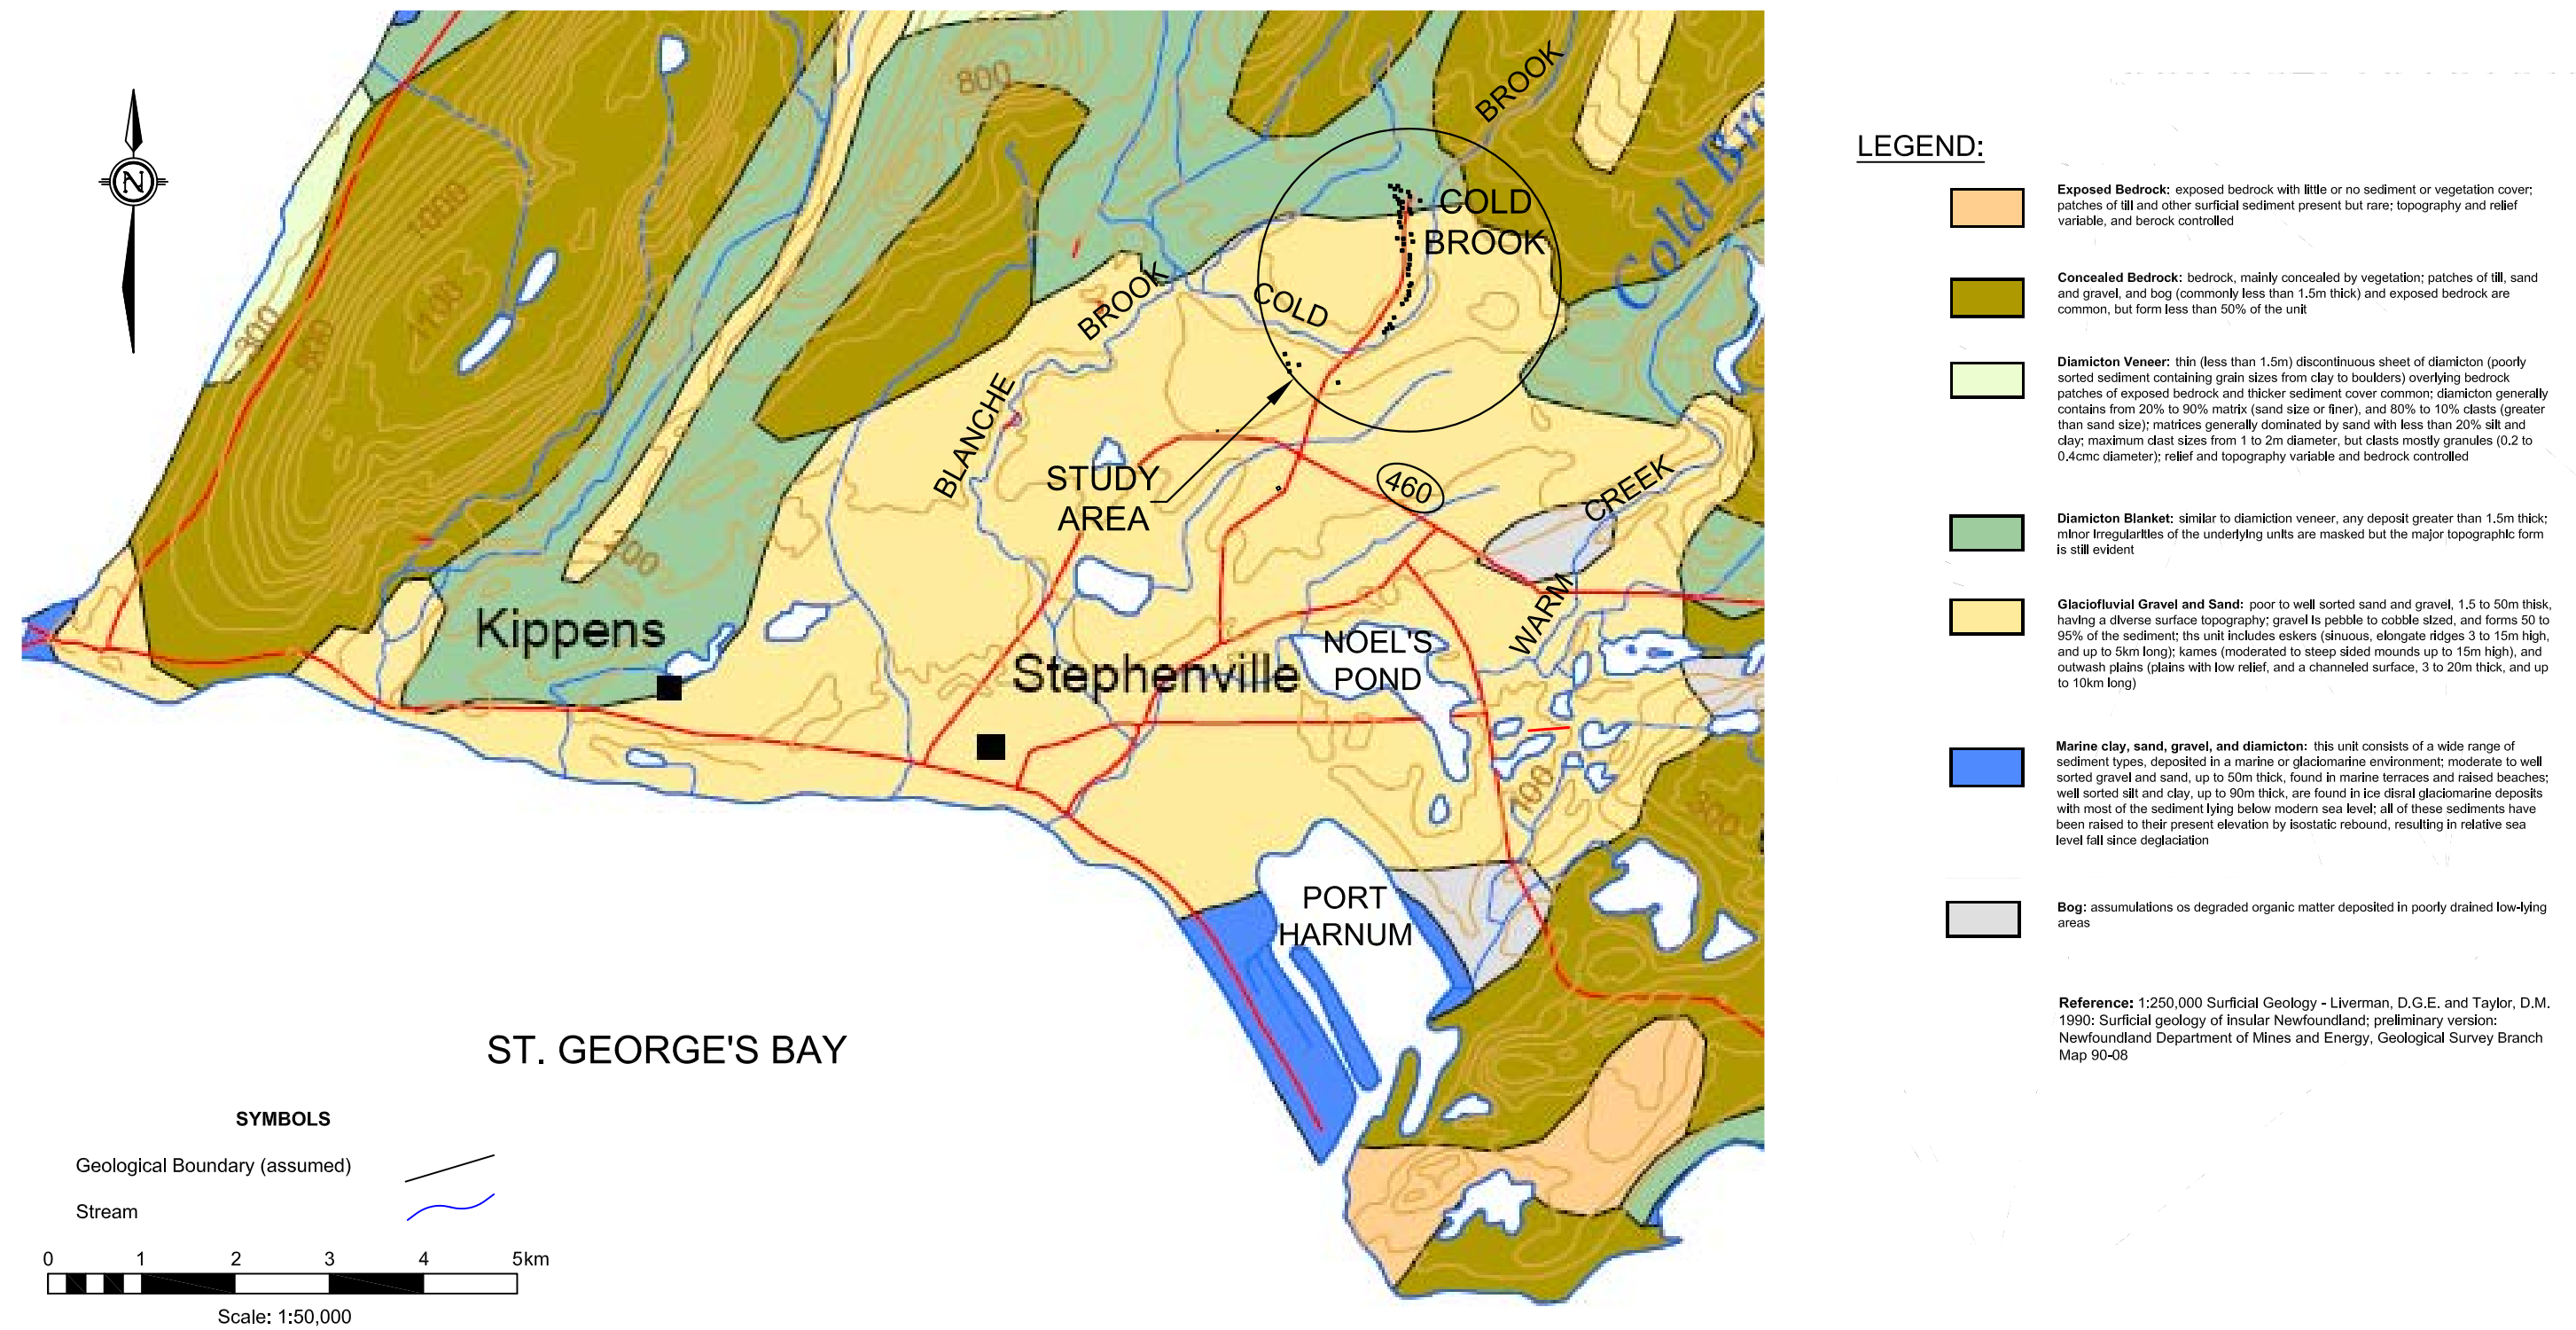 800
BROOK
Cold Bro
1000
1100
300
800
COLD
BROOK
COLD
BROOK
BLANCHE
STUDY
AREA
460
CREEK
WARM
200
Kippens
Stephenville
NOEL'S
POND
100
300
PORT
HARNUM
ST. GEORGE'S BAY
N
SYMBOLS
Geological Boundary (assumed)
Stream
0 1 2 3 4 5km
Scale: 1:50,000
LEGEND:
Exposed Bedrock: exposed bedrock with little or no sediment or vegetation cover;
patches of till and other surficial sediment present but rare; topography and relief
variable, and berock controlled
Concealed Bedrock: bedrock, mainly concealed by vegetation; patches of till, sand
and gravel, and bog (commonly less than 1.5m thick) and exposed bedrock are
common, but form less than 50% of the unit
Diamicton Veneer: thin (less than 1.5m) discontinuous sheet of diamicton (poorly
sorted sediment containing grain sizes from clay to boulders) overlying bedrock
patches of exposed bedrock and thicker sediment cover common; diamicton generally
contains from 20% to 90% matrix (sand size or finer), and 80% to 10% clasts (greater
than sand size); matrices generally dominated by sand with less than 20% silt and
clay; maximum clast sizes from 1 to 2m diameter, but clasts mostly granules (0.2 to
0.4cmc diameter); relief and topography variable and bedrock controlled
Diamicton Blanket: similar to diamiction veneer, any deposit greater than 1.5m thick;
minor irregularities of the underlying units are masked but the major topographic form
is still evident
Glaciofluvial Gravel and Sand: poor to well sorted sand and gravel, 1.5 to 50m thisk,
having a diverse surface topography; gravel is pebble to cobble sized, and forms 50 to
95% of the sediment; ths unit includes eskers (sinuous, elongate ridges 3 to 15m high,
and up to 5km long); kames (moderated to steep sided mounds up to 15m high), and
outwash plains (plains with low relief, and a channeled surface, 3 to 20m thick, and up
to 10km long)
Marine clay, sand, gravel, and diamicton: this unit consists of a wide range of
sediment types, deposited in a marine or glaciomarine environment; moderate to well
sorted gravel and sand, up to 50m thick, found in marine terraces and raised beaches;
well sorted silt and clay, up to 90m thick, are found in ice disral glaciomarine deposits
with most of the sediment lying below modern sea level; all of these sediments have
been raised to their present elevation by isostatic rebound, resulting in relative sea
level fall since deglaciation
Bog: assumulations os degraded organic matter deposited in poorly drained low-lying
areas
Reference: 1:250,000 Surficial Geology - Liverman, D.G.E. and Taylor, D.M.
1990: Surficial geology of insular Newfoundland; preliminary version:
Newfoundland Department of Mines and Energy, Geological Survey Branch
Map 90-08